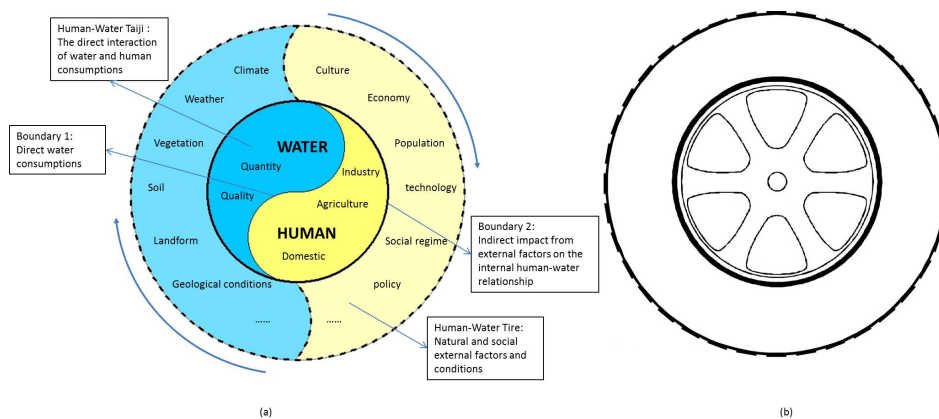 Human-Water Taiji :
The direct interaction
of water and human
consumptions
Boundary 1:
Direct water
consumptions
Climate
Weather
Vegetation
Soil
Landform
Geological conditions
......
Culture
Economy
Population
technology
Social regime
policy
......
WATER
Quantity
Quality
Industry
Agriculture
HUMAN
Domestic
Boundary 2:
Indirect impact from
external factors on the
internal human-water
relationship
Human-Water Tire:
Natural and social
external factors and
conditions
(a)
(b)